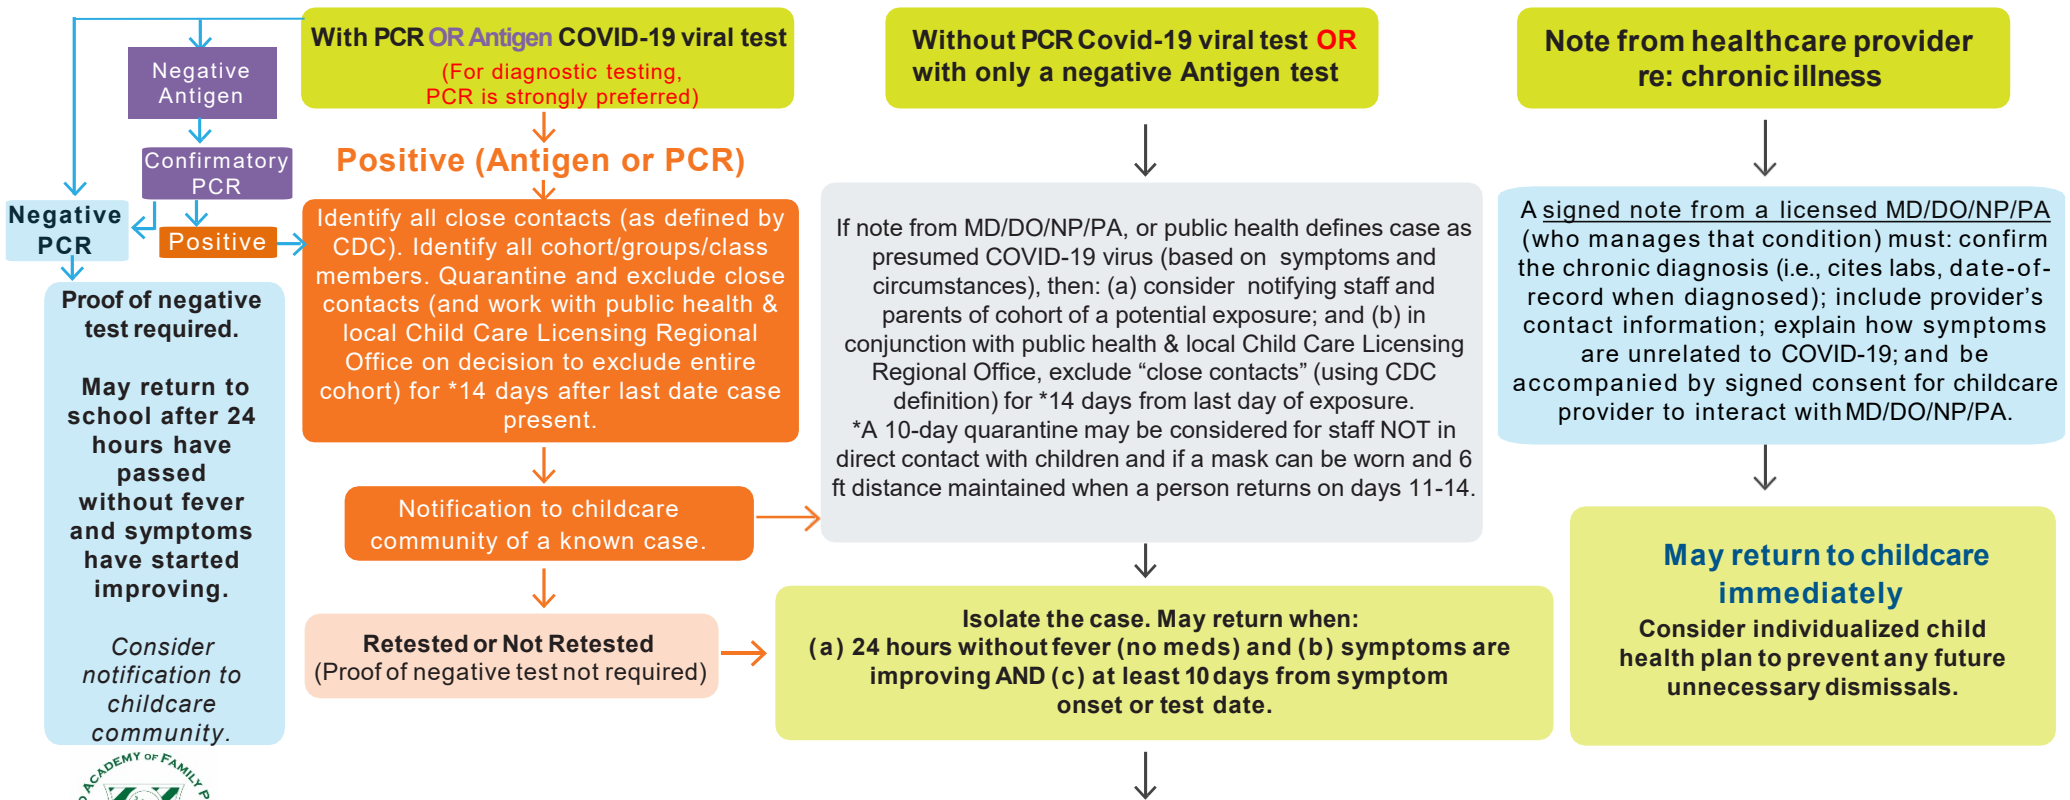 With PCR OR Antigen COVID-19 viral test
(For diagnostic testing,
PCR is strongly preferred)
Negative
Antigen
Confirmatory
PCR
Negative
PCR
Positive
Proof of negative
test required.
May return to
school after 24
hours have
passed
without fever
and symptoms
have started
improving.
Consider
notification to
childcare
community.
Positive (Antigen or PCR)
Identify all close contacts (as defined by
CDC). Identify all cohort/groups/class
members. Quarantine and exclude close
contacts (and work with public health &
local Child Care Licensing Regional
Office on decision to exclude entire
cohort) for *14 days after last date case
present.
Notification to childcare
community of a known case.
Retested or Not Retested
(Proof of negative test not required)
Without PCR Covid-19 viral test OR
with only a negative Antigen test
If note from MD/DO/NP/PA, or public health defines case as
presumed COVID-19 virus (based on symptoms and
circumstances), then: (a) consider notifying staff and
parents of cohort of a potential exposure; and (b) in
conjunction with public health & local Child Care Licensing
Regional Office, exclude “close contacts” (using CDC
definition) for *14 days from last day of exposure.
*A 10-day quarantine may be considered for staff NOT in
direct contact with children and if a mask can be worn and 6
ft distance maintained when a person returns on days 11-14.
Isolate the case. May return when:
(a) 24 hours without fever (no meds) and (b) symptoms are
improving AND (c) at least 10 days from symptom
onset or test date.
Note from healthcare provider
re: chronic illness
A signed note from a licensed MD/DO/NP/PA
(who manages that condition) must: confirm
the chronic diagnosis (i.e., cites labs, date-of-
record when diagnosed); include provider’s
contact information; explain how symptoms
are unrelated to COVID-19; and be
accompanied by signed consent for childcare
provider to interact with MD/DO/NP/PA.
May return to childcare
immediately
Consider individualized child
health plan to prevent any future
unnecessary dismissals.
ACADEMY OF FAMILY